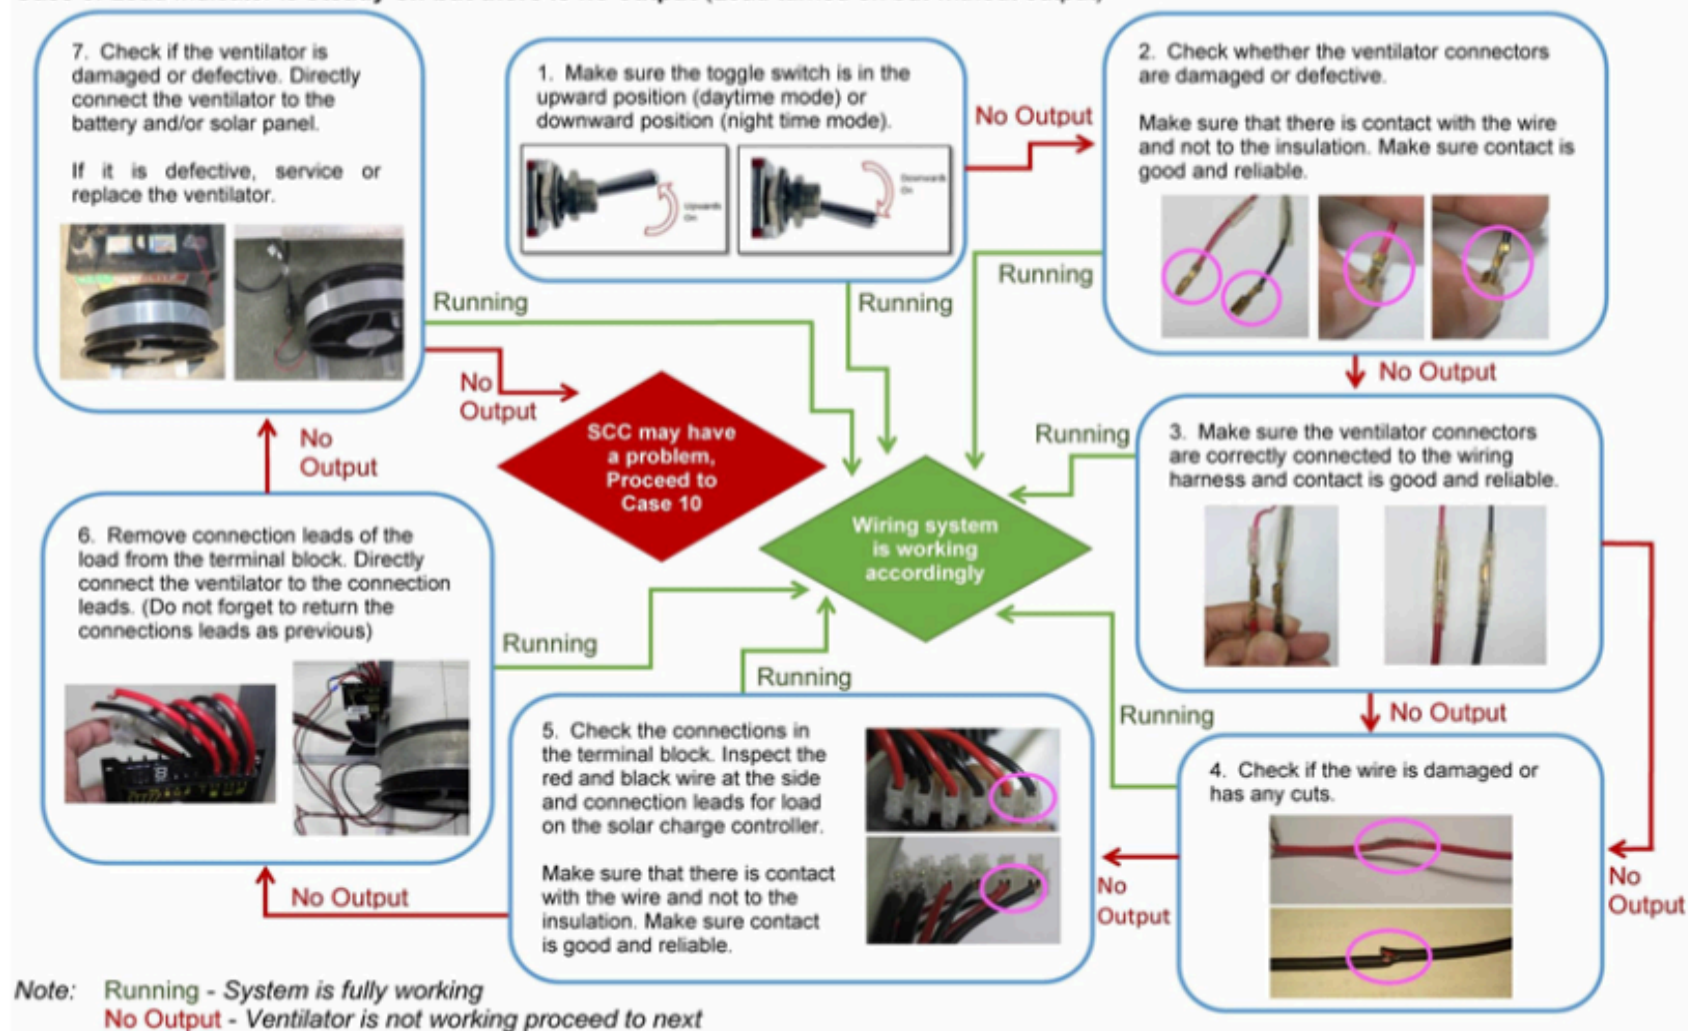 1. Make sure the toggle switch is in the
upward position (daytime mode) or
downward position (night time mode).
Upwards
On
Downwards
On
No Output
Running
2. Check whether the ventilator connectors
are damaged or defective.
Make sure that there is contact with the wire
and not to the insulation. Make sure contact is
good and reliable.
Running
No Output
3. Make sure the ventilator connectors
are correctly connected to the wiring
harness and contact is good and reliable.
Running
No Output
No
Output
4. Check if the wire is damaged or
has any cuts.
Running
No
Output
5. Check the connections in
the terminal block. Inspect the
red and black wire at the side
and connection leads for load
on the solar charge controller.
Make sure that there is contact
with the wire and not to the
insulation. Make sure contact
is good and reliable.
Running
No Output
6. Remove connection leads of the
load from the terminal block. Directly
connect the ventilator to the connection
leads. (Do not forget to return the
connections leads as previous)
Running
No
Output
7. Check if the ventilator is
damaged or defective. Directly
connect the ventilator to the
battery and/or solar panel.
If it is defective, service or
replace the ventilator.
Running
No
Output
SCC may have
a problem,
Proceed to
Case 10
Wiring system
is working
accordingly
Note: Running - System is fully working
No Output - Ventilator is not working proceed to next